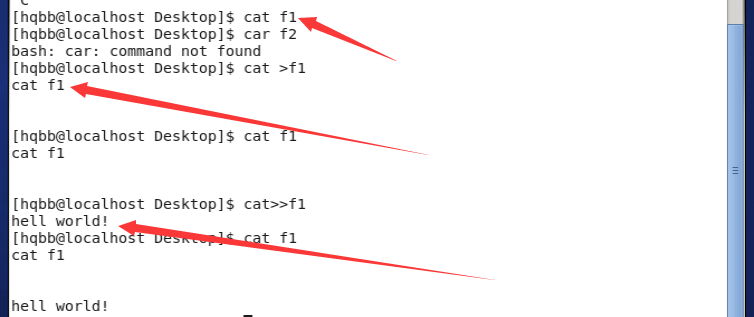 [hqbb@localhost Desktop]$ cat f1
[hqbb@localhost Desktop]$ car f2
bash: car: command not found
[hqbb@localhost Desktop]$ cat >f1
cat f1
[hqbb@localhost Desktop]$ cat f1
cat f1
[hqbb@localhost Desktop]$ cat>>f1
hell world!
[hqbb@localhost Desktop]$ cat f1
cat f1
hell world!